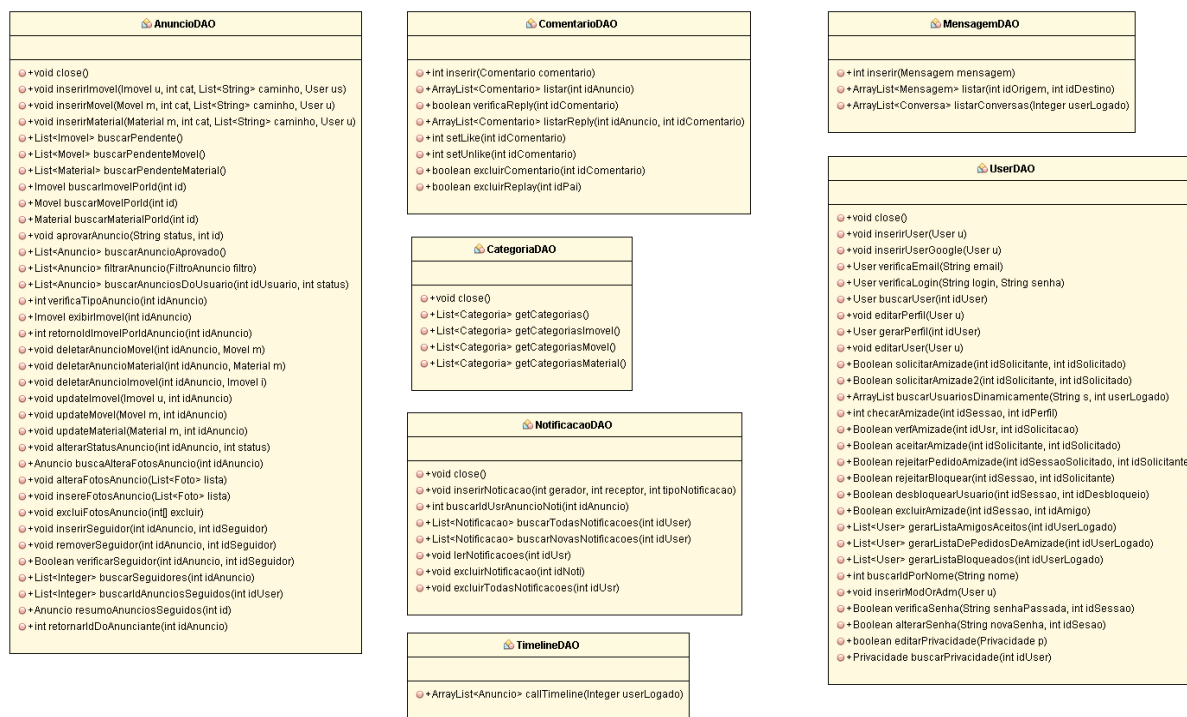 AnuncioDAO
+void close()
+void inserirImovel(Imovel u, int cat, List<String> caminho, User us)
+void inserirMovel(Movel m, int cat, List<String> caminho, User u)
+void inserirMaterial(Material m, int cat, List<String> caminho, User u)
+List<Imovel> buscarPendente()
+List<Movel> buscarPendenteMovel()
+List<Material> buscarPendenteMaterial()
+Imovel buscarImovelPorId(int id)
+Movel buscarMovelPorId(int id)
+Material buscarMaterialPorId(int id)
+void aprovarAnuncio(String status, int id)
+List<Anuncio> buscarAnuncioAprovado()
+List<Anuncio> filtrarAnuncio(FiltroAnuncio filtro)
+List<Anuncio> buscarAnunciosDoUsuario(int idUsuario, int status)
+int verificaTipoAnuncio(int idAnuncio)
+Imovel exibirImovel(int idAnuncio)
+int retornoIdImovelPorIdAnuncio(int idAnuncio)
+void deletarAnuncioMovel(int idAnuncio, Movel m)
+void deletarAnuncioMaterial(int idAnuncio, Material m)
+void deletarAnuncioImovel(int idAnuncio, Imovel i)
+void updateImovel(Imovel u, int idAnuncio)
+void updateMovel(Movel m, int idAnuncio)
+void updateMaterial(Material m, int idAnuncio)
+void alterarStatusAnuncio(int idAnuncio, int status)
+Anuncio buscaAlteraFotosAnuncio(int idAnuncio)
+void alteraFotosAnuncio(List<Foto> lista)
+void insereFotosAnuncio(List<Foto> lista)
+void excluiFotosAnuncio(int[] excluir)
+void inserirSeguidor(int idAnuncio, int idSeguidor)
+void removerSeguidor(int idAnuncio, int idSeguidor)
+Boolean verificarSeguidor(int idAnuncio, int idSeguidor)
+List<Integer> buscarSeguidores(int idAnuncio)
+List<Integer> buscarIdAnunciosSeguidos(int idUser)
+Anuncio resumoAnunciosSeguidos(int id)
+int retornarIdDoAnunciante(int idAnuncio)
ComentarioDAO
+int inserir(Comentario comentario)
+ArrayList<Comentario> listar(int idAnuncio)
+boolean verificaReply(int idComentario)
+ArrayList<Comentario> listarReply(int idAnuncio, int idComentario)
+int setLike(int idComentario)
+int setUnlike(int idComentario)
+boolean excluirComentario(int idComentario)
+boolean excluirReplay(int idPai)
CategoriaDAO
+void close()
+List<Categoria> getCategorias()
+List<Categoria> getCategoriasImovel()
+List<Categoria> getCategoriasMovel()
+List<Categoria> getCategoriasMaterial()
NotificacaoDAO
+void close()
+void inserirNoticacao(int gerador, int receptor, int tipoNotificacao)
+int buscarIdUsrAnuncioNoti(int idAnuncio)
+List<Notificacao> buscarTodasNotificacoes(int idUser)
+List<Notificacao> buscarNovasNotificacoes(int idUser)
+void lerNotificacoes(int idUsr)
+void excluirNotificacao(int idNoti)
+void excluirTodasNotificacoes(int idUsr)
TimelineDAO
+ArrayList<Anuncio> callTimeline(Integer userLogado)
MensagemDAO
+int inserir(Mensagem mensagem)
+ArrayList<Mensagem> listar(int idOrigem, int idDestino)
+ArrayList<Conversa> listarConversas(Integer userLogado)
UserDAO
+void close()
+void inserirUser(User u)
+void inserirUserGoogle(User u)
+User verificaEmail(String email)
+User verificaLogin(String login, String senha)
+User buscarUser(int idUser)
+void editarPerfil(User u)
+User gerarPerfil(int idUser)
+void editarUser(User u)
+Boolean solicitarAmizade(int idSolicitante, int idSolicitado)
+Boolean solicitarAmizade2(int idSolicitante, int idSolicitado)
+ArrayList buscarUsuariosDinamicamente(String s, int userLogado)
+int checarAmizade(int idSessao, int idPerfil)
+Boolean verfAmizade(int idUsr, int idSolicitacao)
+Boolean aceitarAmizade(int idSolicitante, int idSolicitado)
+Boolean rejeitarPedidoAmizade(int idSessaoSolicitado, int idSolicitante
+Boolean rejeitarBloquear(int idSessao, int idSolicitante)
+Boolean desbloquearUsuario(int idSessao, int idDesbloqueio)
+Boolean excluirAmizade(int idSessao, int idAmigo)
+List<User> gerarListaAmigosAceitos(int idUserLogado)
+List<User> gerarListaDePedidosDeAmizade(int idUserLogado)
+List<User> gerarListaBloqueados(int idUserLogado)
+int buscarIdPorNome(String nome)
+void inserirModOrAdm(User u)
+Boolean verificaSenha(String senhaPassada, int idSessao)
+Boolean alterarSenha(String novaSenha, int idSesao)
+boolean editarPrivacidade(Privacidade p)
+Privacidade buscarPrivacidade(int idUser)